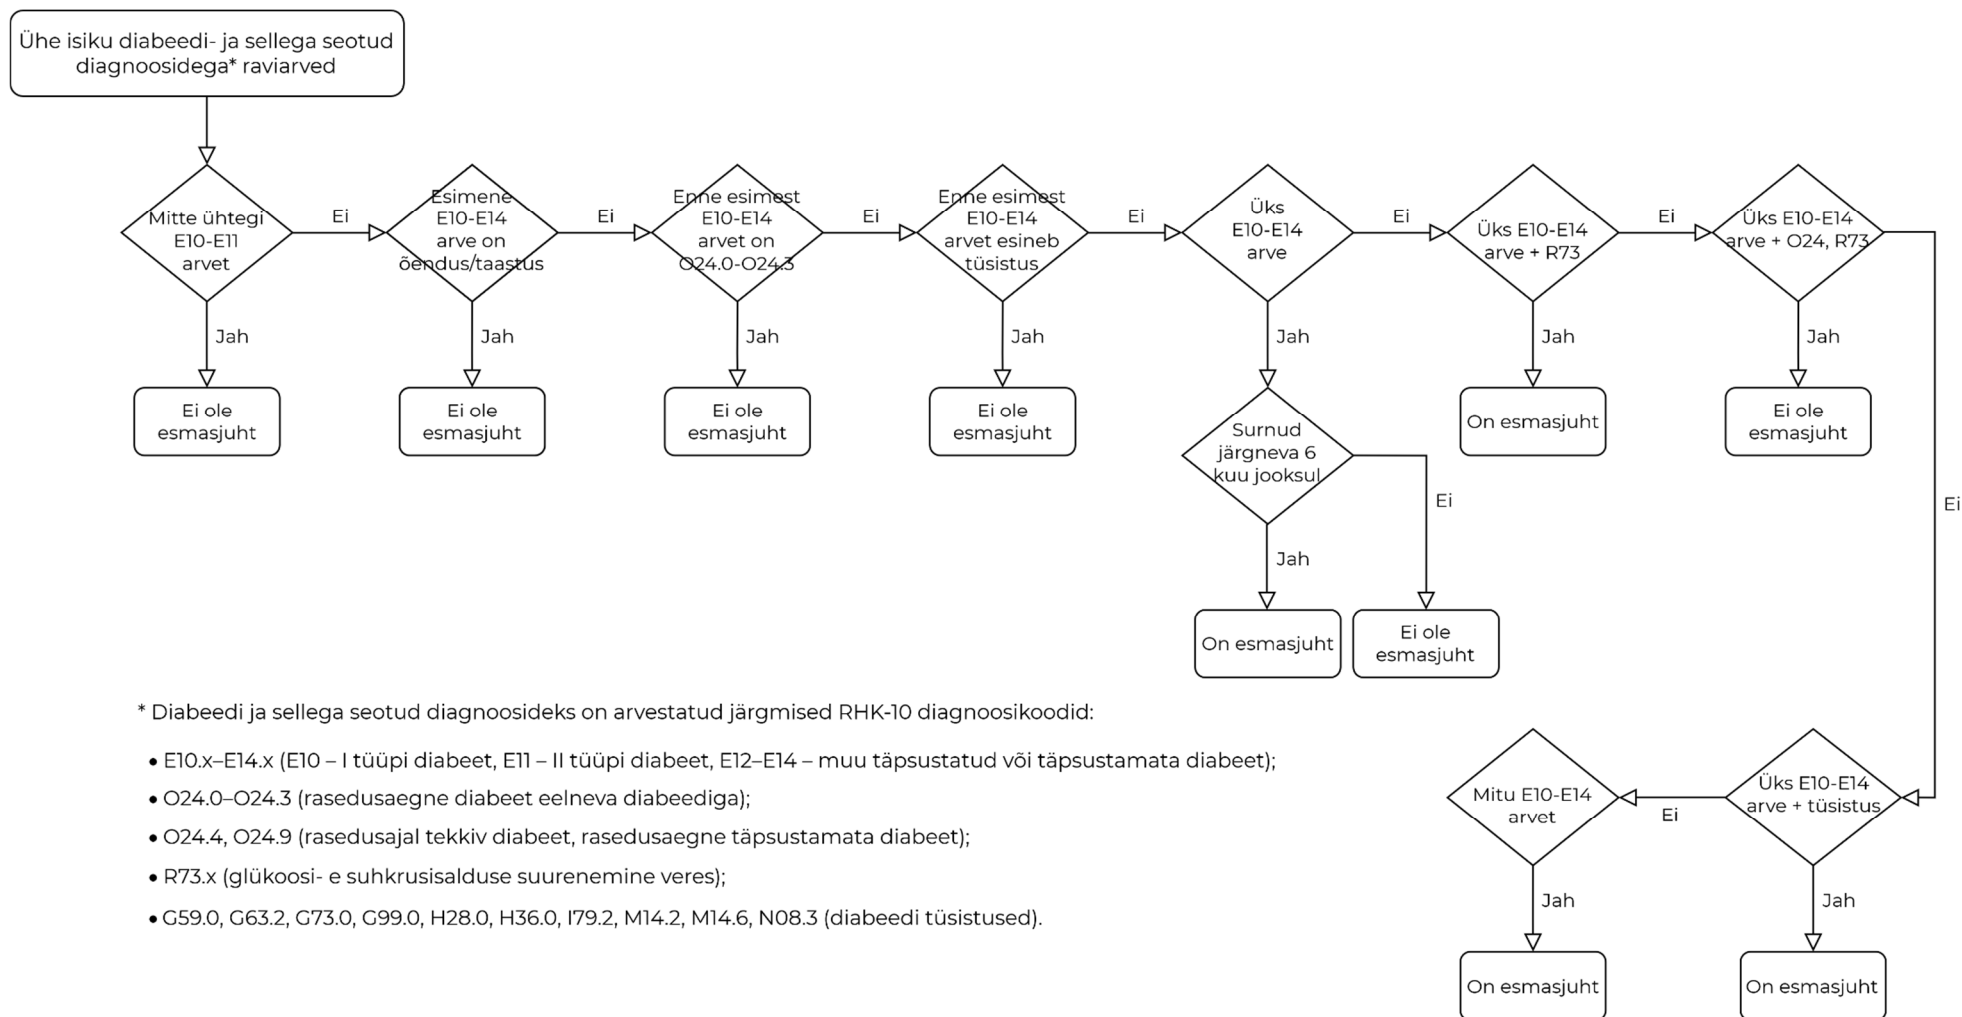 Ühe isiku diabeedi- ja sellega seotud
diagnoosidega* raviarved
Mitte ühtegi
E10-E11
arvet
Ei
Esimene
E10-E14
arve on
õendus/taastus
Ei
Enne esimest
E10-E14
arvet on
O24.0-O24.3
Ei
Enne esimest
E10-E14
arvet esineb
tüsistus
Ei
Üks
E10-E14
arve
Ei
Üks E10-E14
arve + R73
Ei
Üks E10-E14
arve + O24, R73
Jah
Jah
Jah
Jah
Jah
Jah
Jah
Ei ole
esmasjuht
Ei ole
esmasjuht
Ei ole
esmasjuht
Ei ole
esmasjuht
Surnud
järgneva 6
kuu jooksul
On esmasjuht
Ei ole
esmasjuht
Ei
Ei
Jah
On esmasjuht
Ei ole
esmasjuht
* Diabeedi ja sellega seotud diagnoosideks on arvestatud järgmised RHK-10 diagnoosikoodid:
• E10.x–E14.x (E10 – I tüüpi diabeet, E11 – II tüüpi diabeet, E12–E14 – muu täpsustatud või täpsustamata diabeet);
• O24.0–O24.3 (rasedusaegne diabeet eelneva diabeediga);
• O24.4, O24.9 (rasedusajal tekkiv diabeet, rasedusaegne täpsustamata diabeet);
• R73.x (glükoosi- e suhkrusisalduse suurenemine veres);
• G59.0, G63.2, G73.0, G99.0, H28.0, H36.0, I79.2, M14.2, M14.6, N08.3 (diabeedi tüsistused).
Mitu E10-E14
arvet
Ei
Üks E10-E14
arve + tüsistus
Jah
Jah
On esmasjuht
On esmasjuht